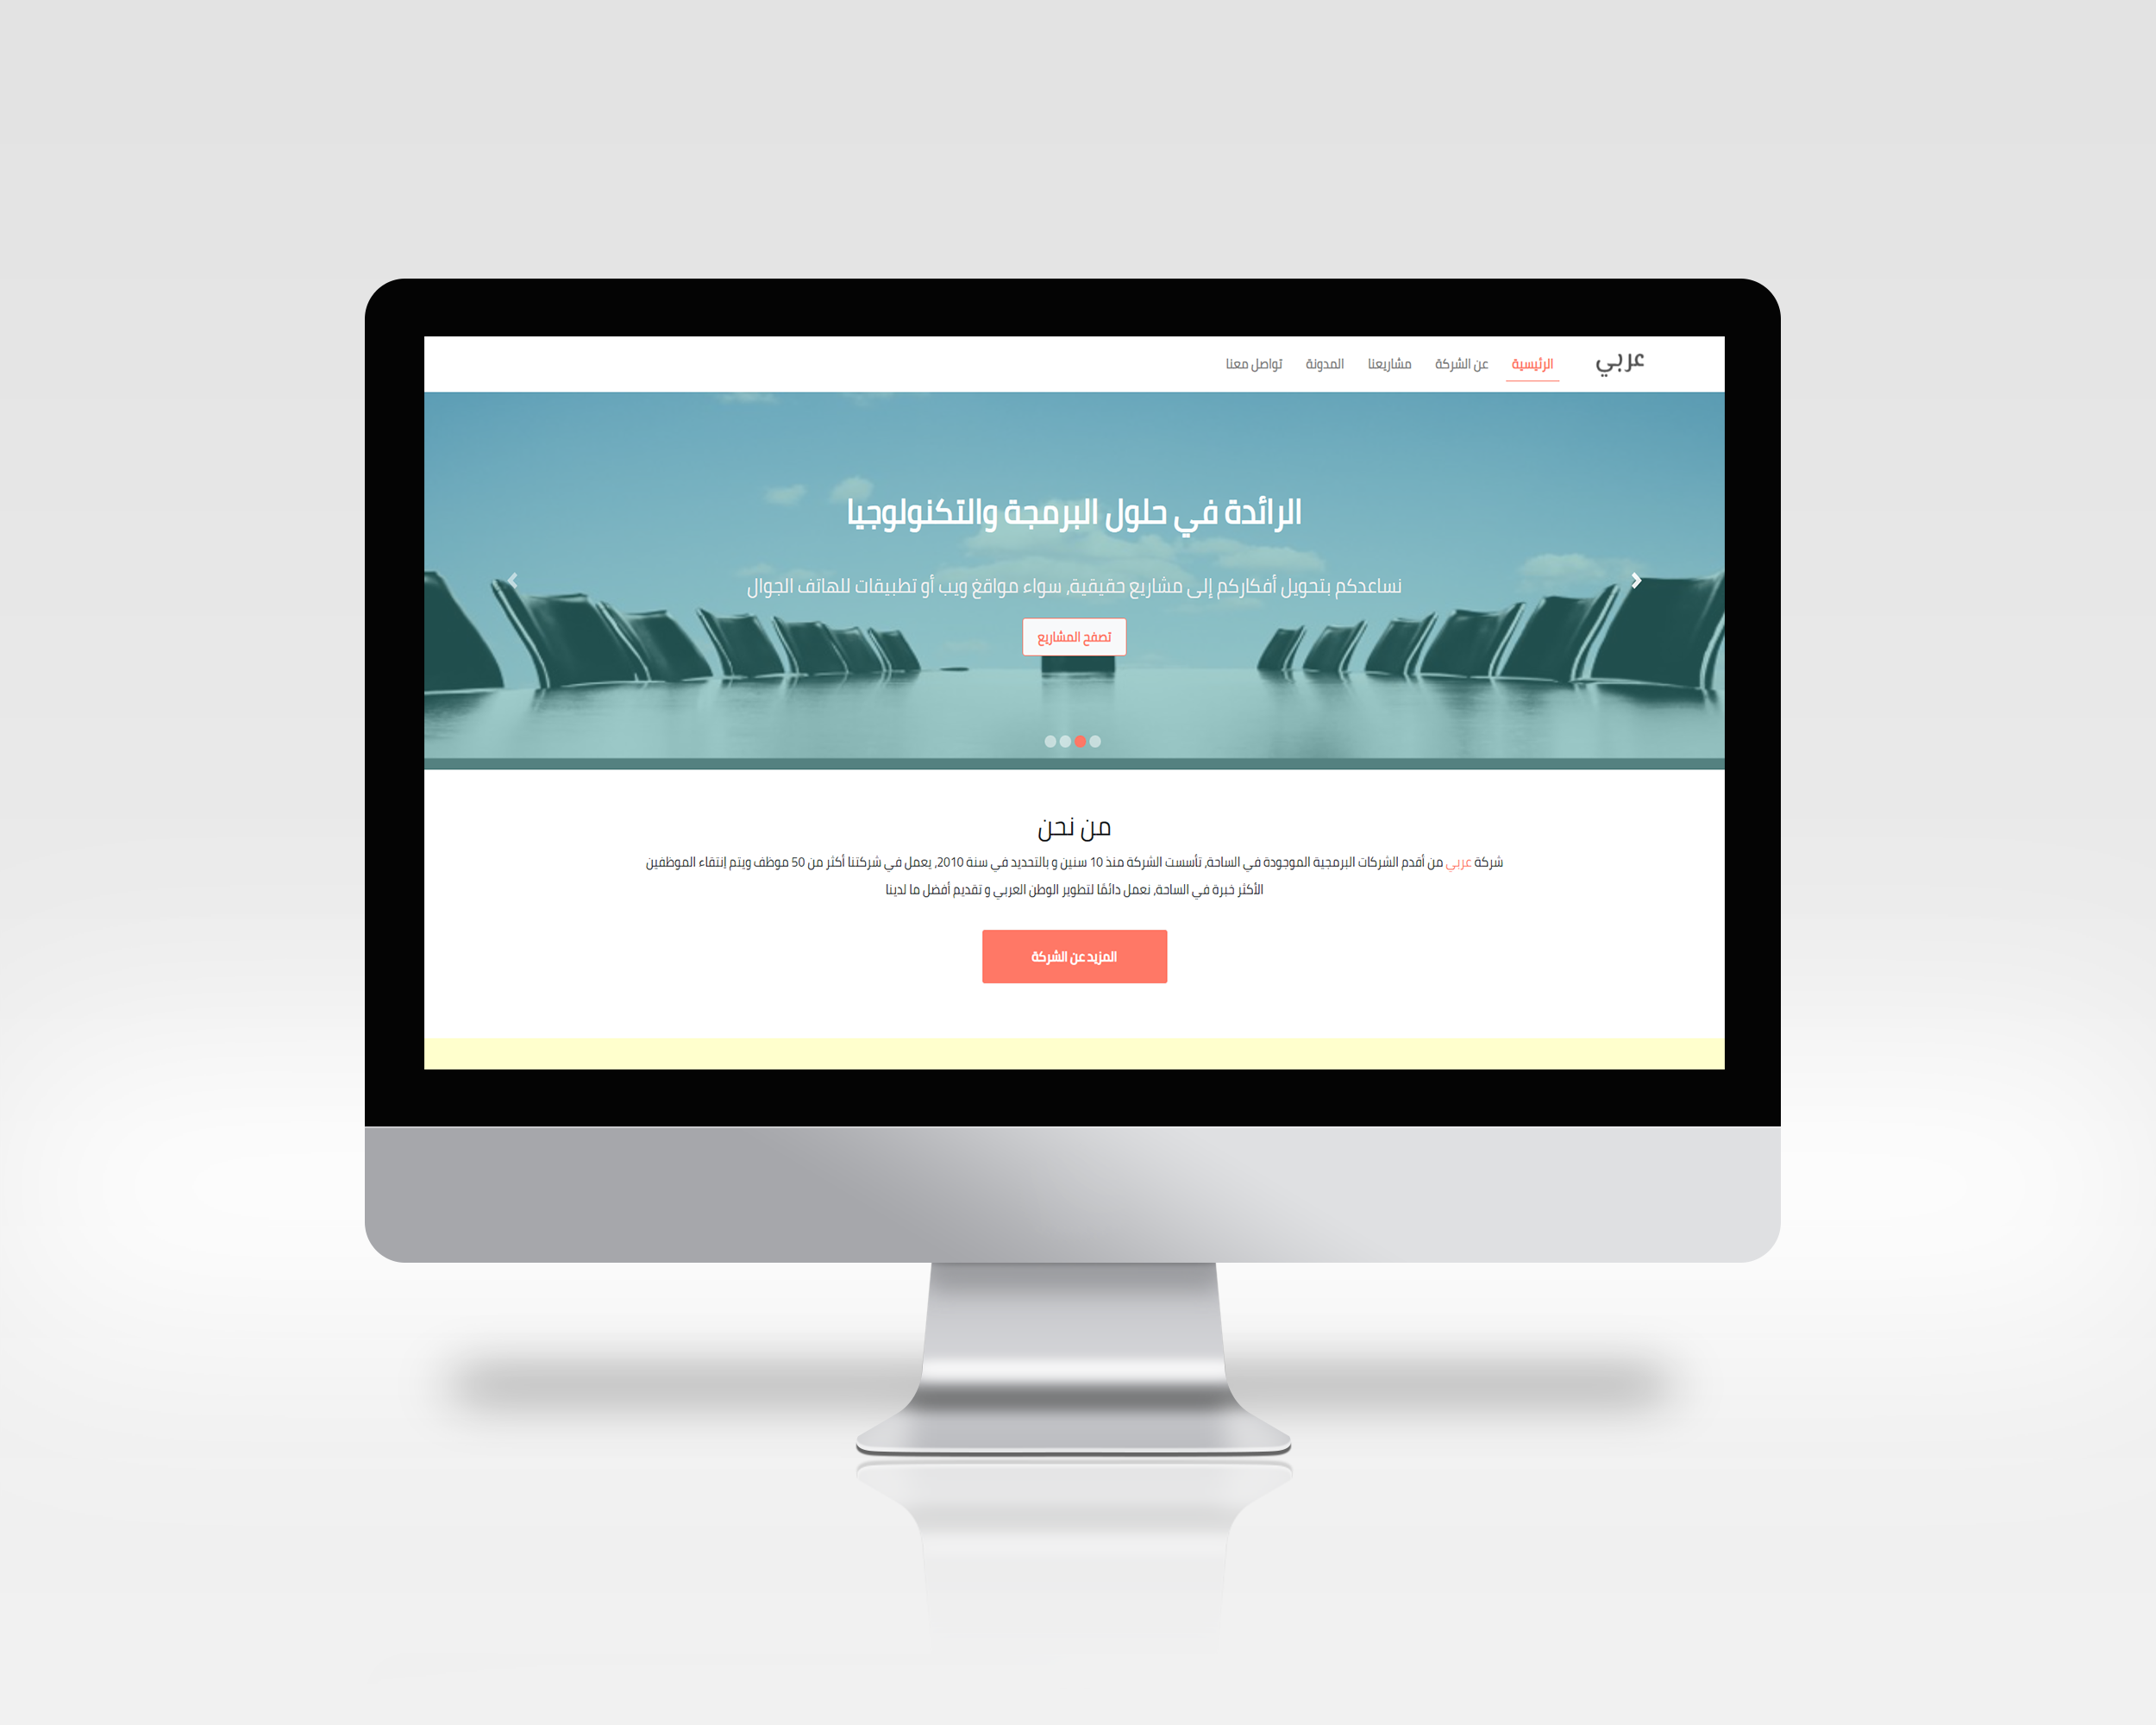 عربي
الرئيسية
عن الشركة
مشاريعنا
المدونة
تواصل معنا
الرائدة في حلول البرمجة والتكنولوجيا
نساعدكم بتحويل أفكاركم إلى مشاريع حقيقية, سواء مواقغ ويب أو تطبيقات للهاتف الجوال
تصفح المشاريع
من نحن
شركة عربي من أقدم الشركات البرمجية الموجودة في الساحة, تأسست الشركة منذ 10 سنين و بالتحديد في سنة 2010, يعمل في شركتنا أكثر من 50 موظف ويتم إنتقاء الموظفين
الأكثر خبرة في الساحة, نعمل دائمًا لتطوير الوطن العربي و تقديم أفضل ما لدينا
المزيد عن الشركة